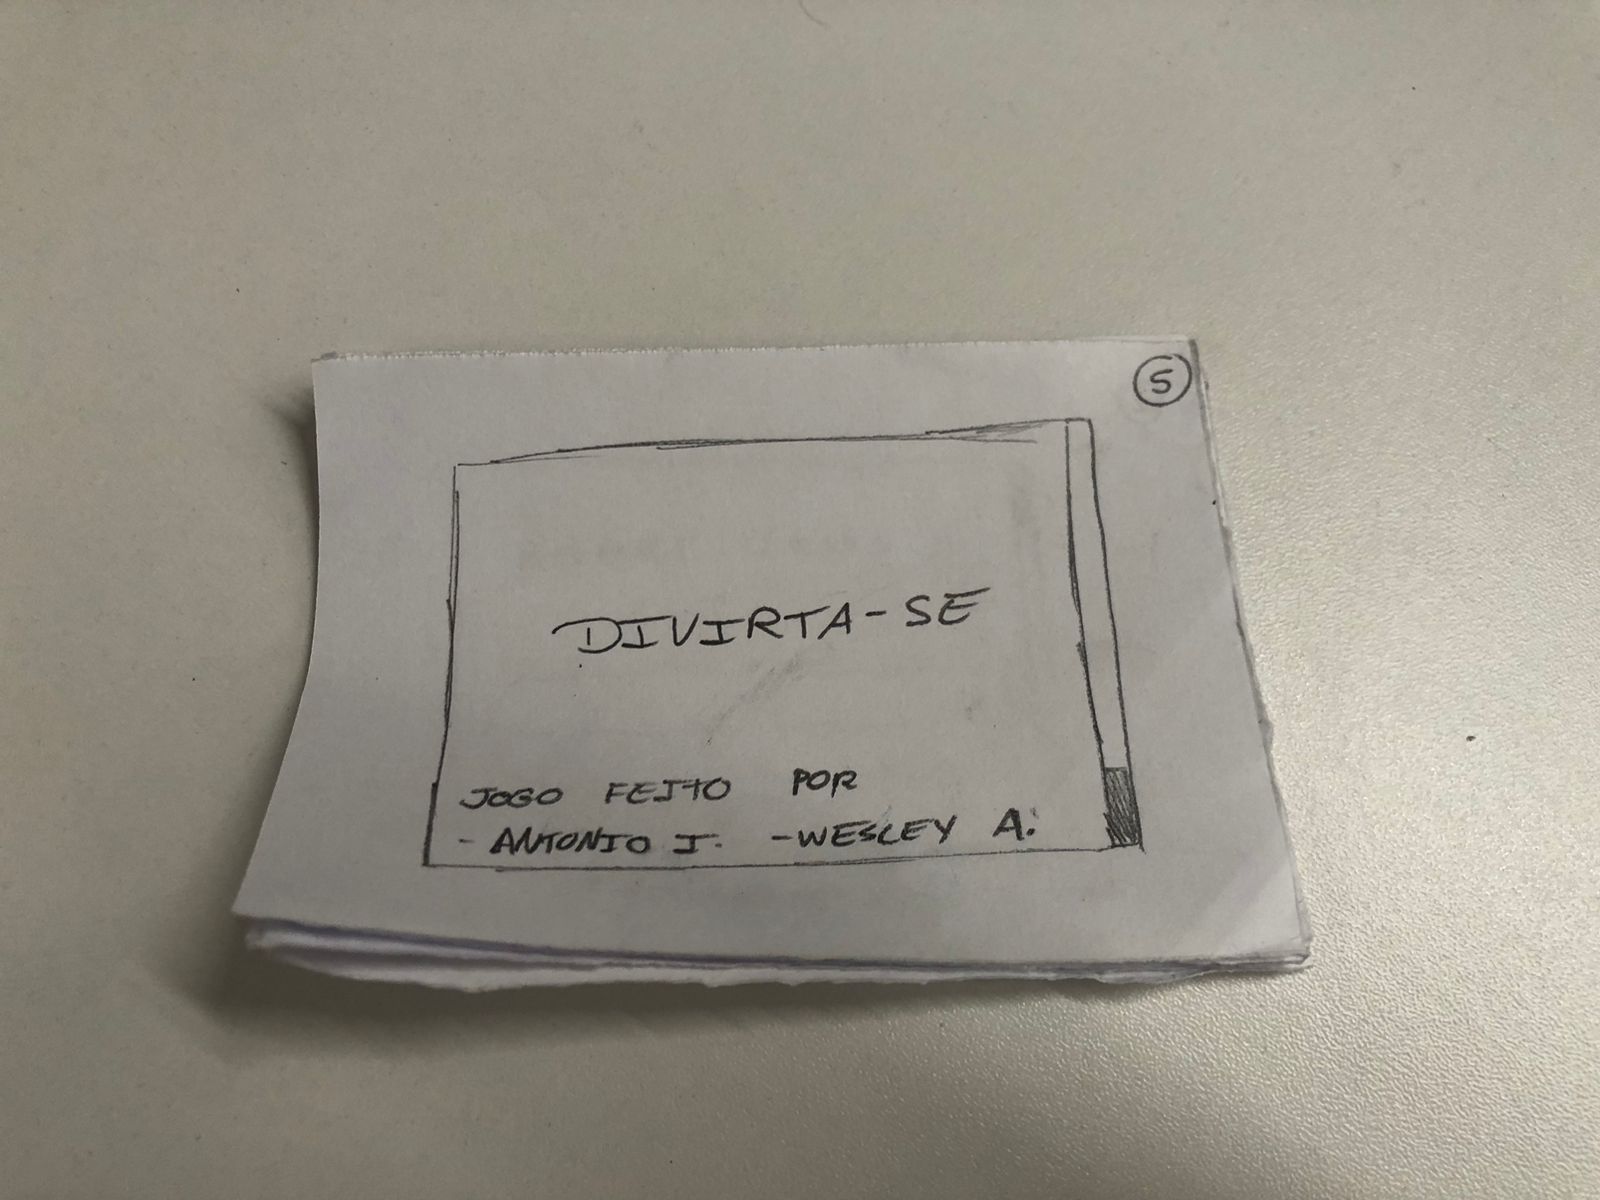 5
DIVIRTA-SE
JOGO FEITO POR
- ANTONIO I. -WESLEY A.